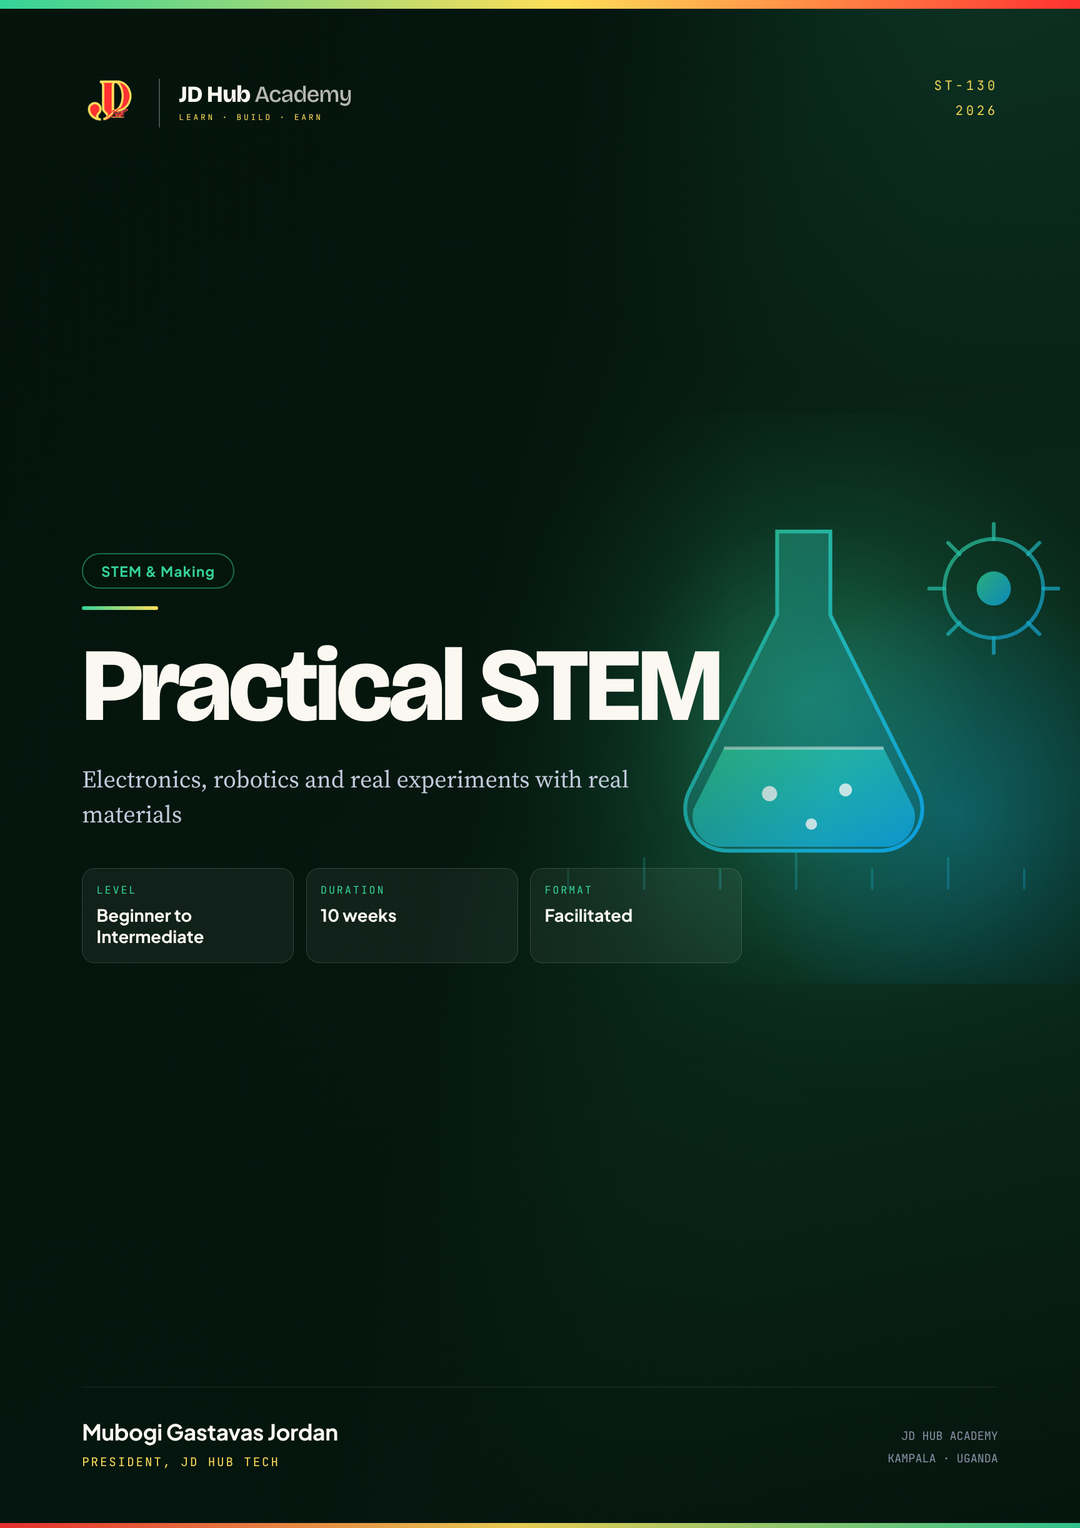 JD Hub Academy
LEARN · BUILD · EARN
ST-130
2026
STEM & Making
Practical STEM
Electronics, robotics and real experiments with real
materials
LEVEL
Beginner to
Intermediate
DURATION
10 weeks
FORMAT
Facilitated
Mubogi Gastavas Jordan
PRESIDENT, JD HUB TECH
JD HUB ACADEMY
KAMPALA · UGANDA